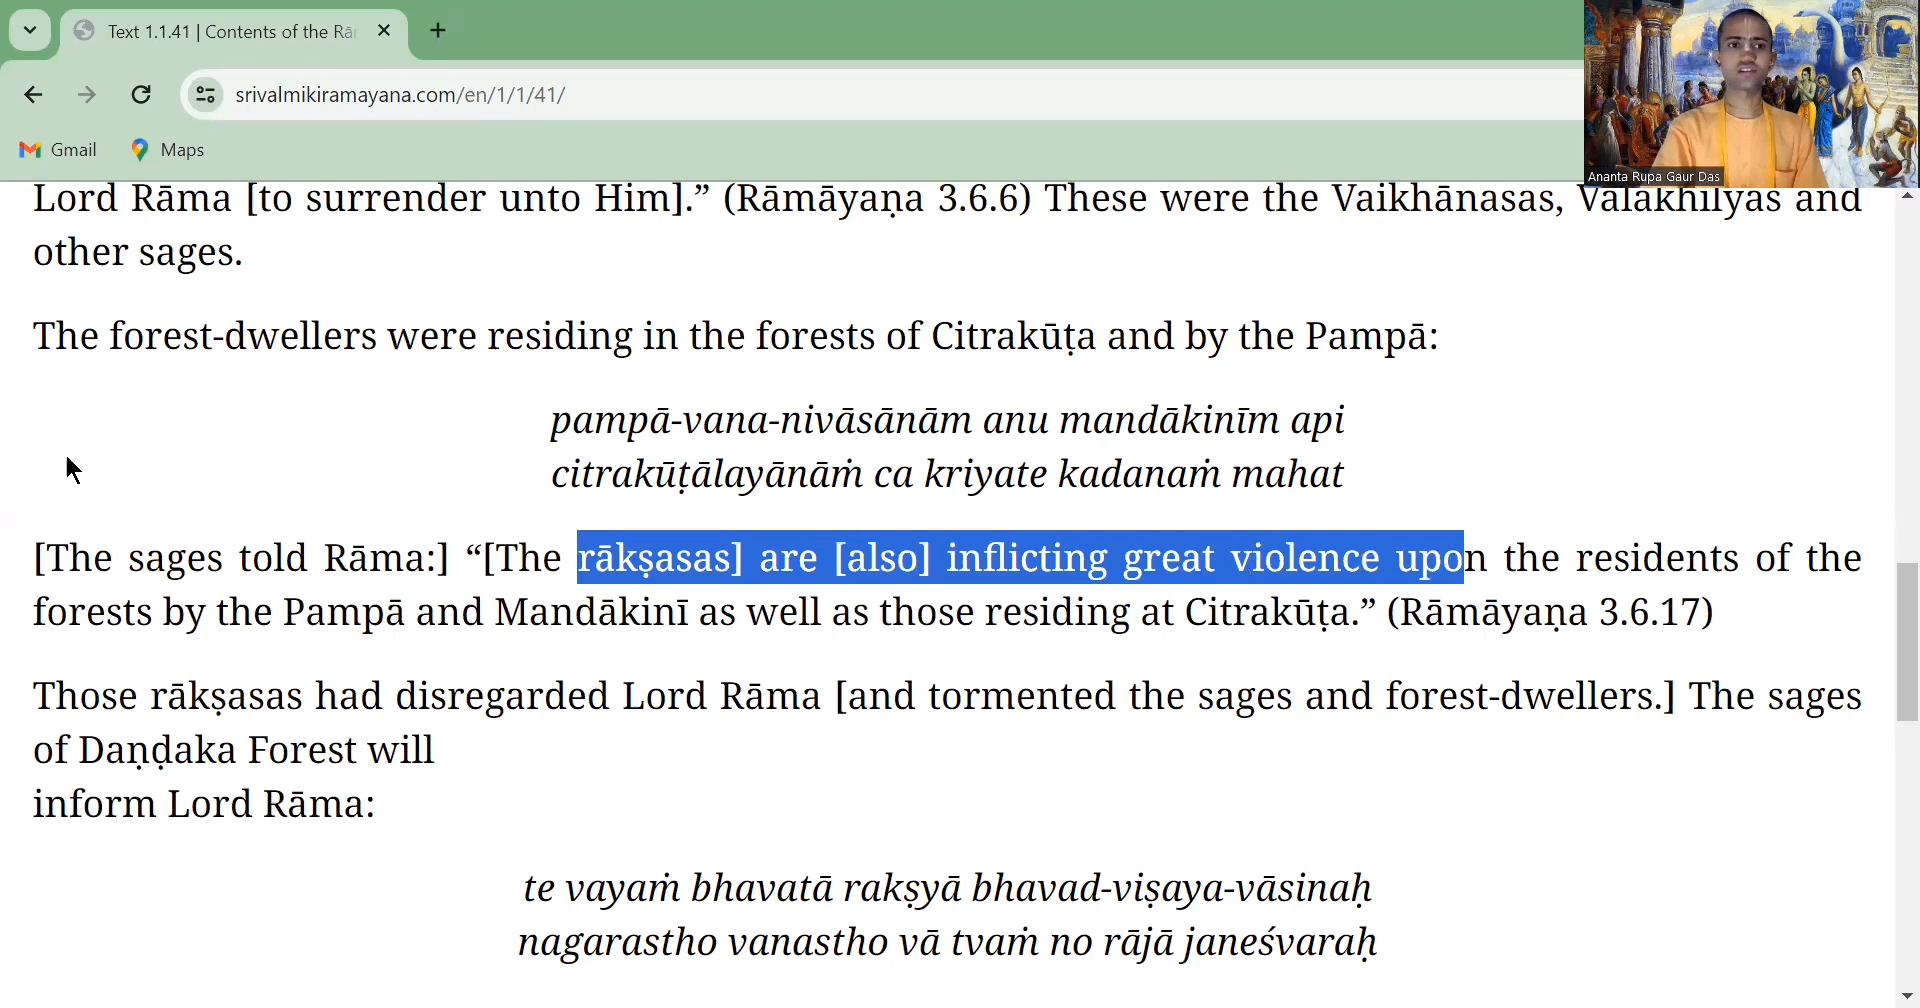 Text 1.1.41 | Contents of the Rā
srivalmikiramayana.com/en/1/1/41/
Gmail
Maps
Ananta Rupa Gaur Das
Lord Rāma [to surrender unto Him].” (Rāmāyaṇa 3.6.6) These were the Vaikhānasas, Vālakhilyas and
other sages.
The forest-dwellers were residing in the forests of Citrakūṭa and by the Pampā:
pampā-vana-nivāsānām anu mandākinīm api
citrakūṭālayānāṁ ca kriyate kadanaṁ mahat
[The sages told Rāma:] “[The rākṣasas] are [also] inflicting great violence upon the residents of the
forests by the Pampā and Mandākinī as well as those residing at Citrakūṭa.” (Rāmāyaṇa 3.6.17)
Those rākṣasas had disregarded Lord Rāma [and tormented the sages and forest-dwellers.] The sages
of Daṇḍaka Forest will
inform Lord Rāma:
te vayaṁ bhavatā rakṣyā bhavad-viṣaya-vāsinaḥ
nagarastho vanastho vā tvaṁ no rājā janeśvaraḥ